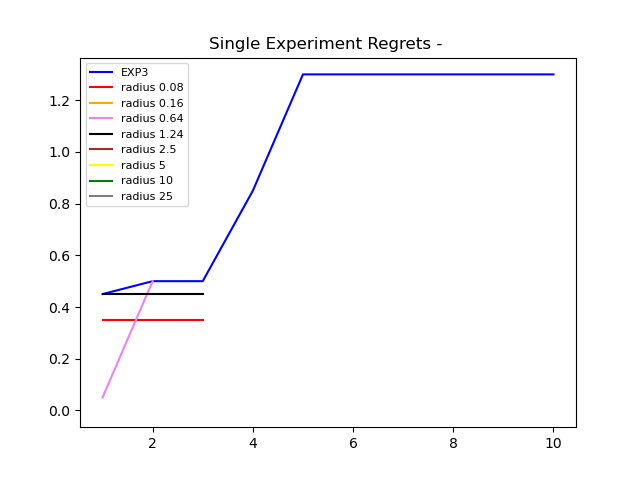 Single Experiment Regrets -
EXP3
radius 0.08
radius 0.16
radius 0.64
radius 1.24
radius 2.5
radius 5
radius 10
radius 25
1.2
1.0
0.8
0.6
0.4
0.2
0.0
2 4 6 8 10